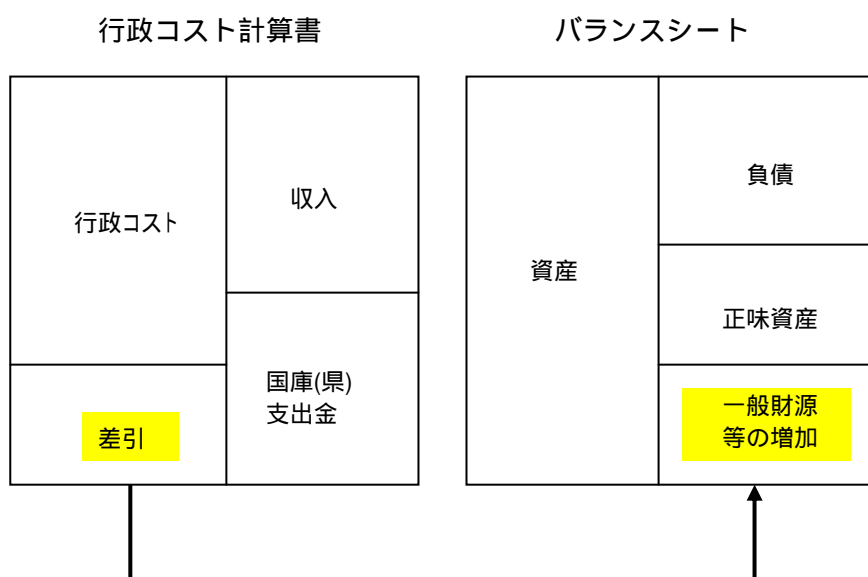 行政コスト計算書
バランスシート
行政コスト
収入
国庫(県)
支出金
差引
資産
負債
正味資産
一般財源
等の増加